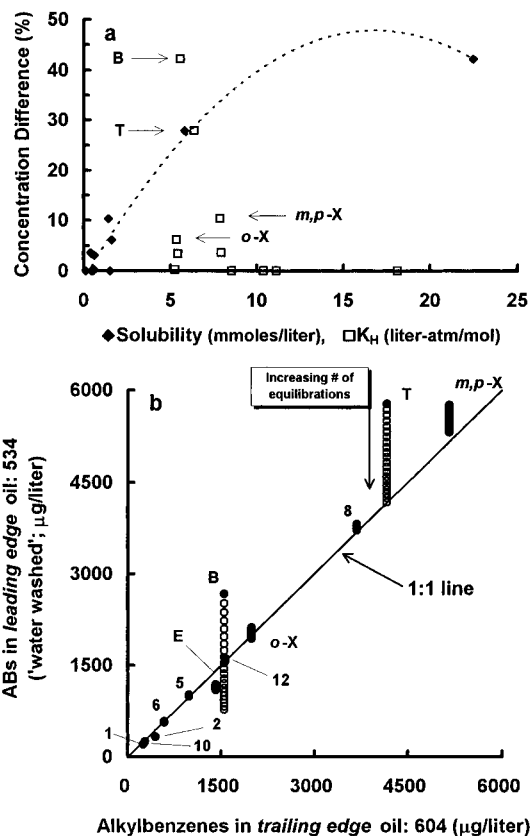 a
Concentration Difference (%)
50
40
30
20
10
0
B
T
m,p-X
o-X
0 5 10 15 20 25
◆Solubility (mmoles/liter), □K_H (liter-atm/mol)
b
ABs in leading edge oil: 534
('water washed'; µg/liter)
6000
4500
3000
1500
0
Increasing # of
equilibrations
T
m,p-X
8
1:1 line
B
E
o-X
12
5
6
2
1
10
0 1500 3000 4500 6000
Alkylbenzenes in trailing edge oil: 604 (µg/liter)